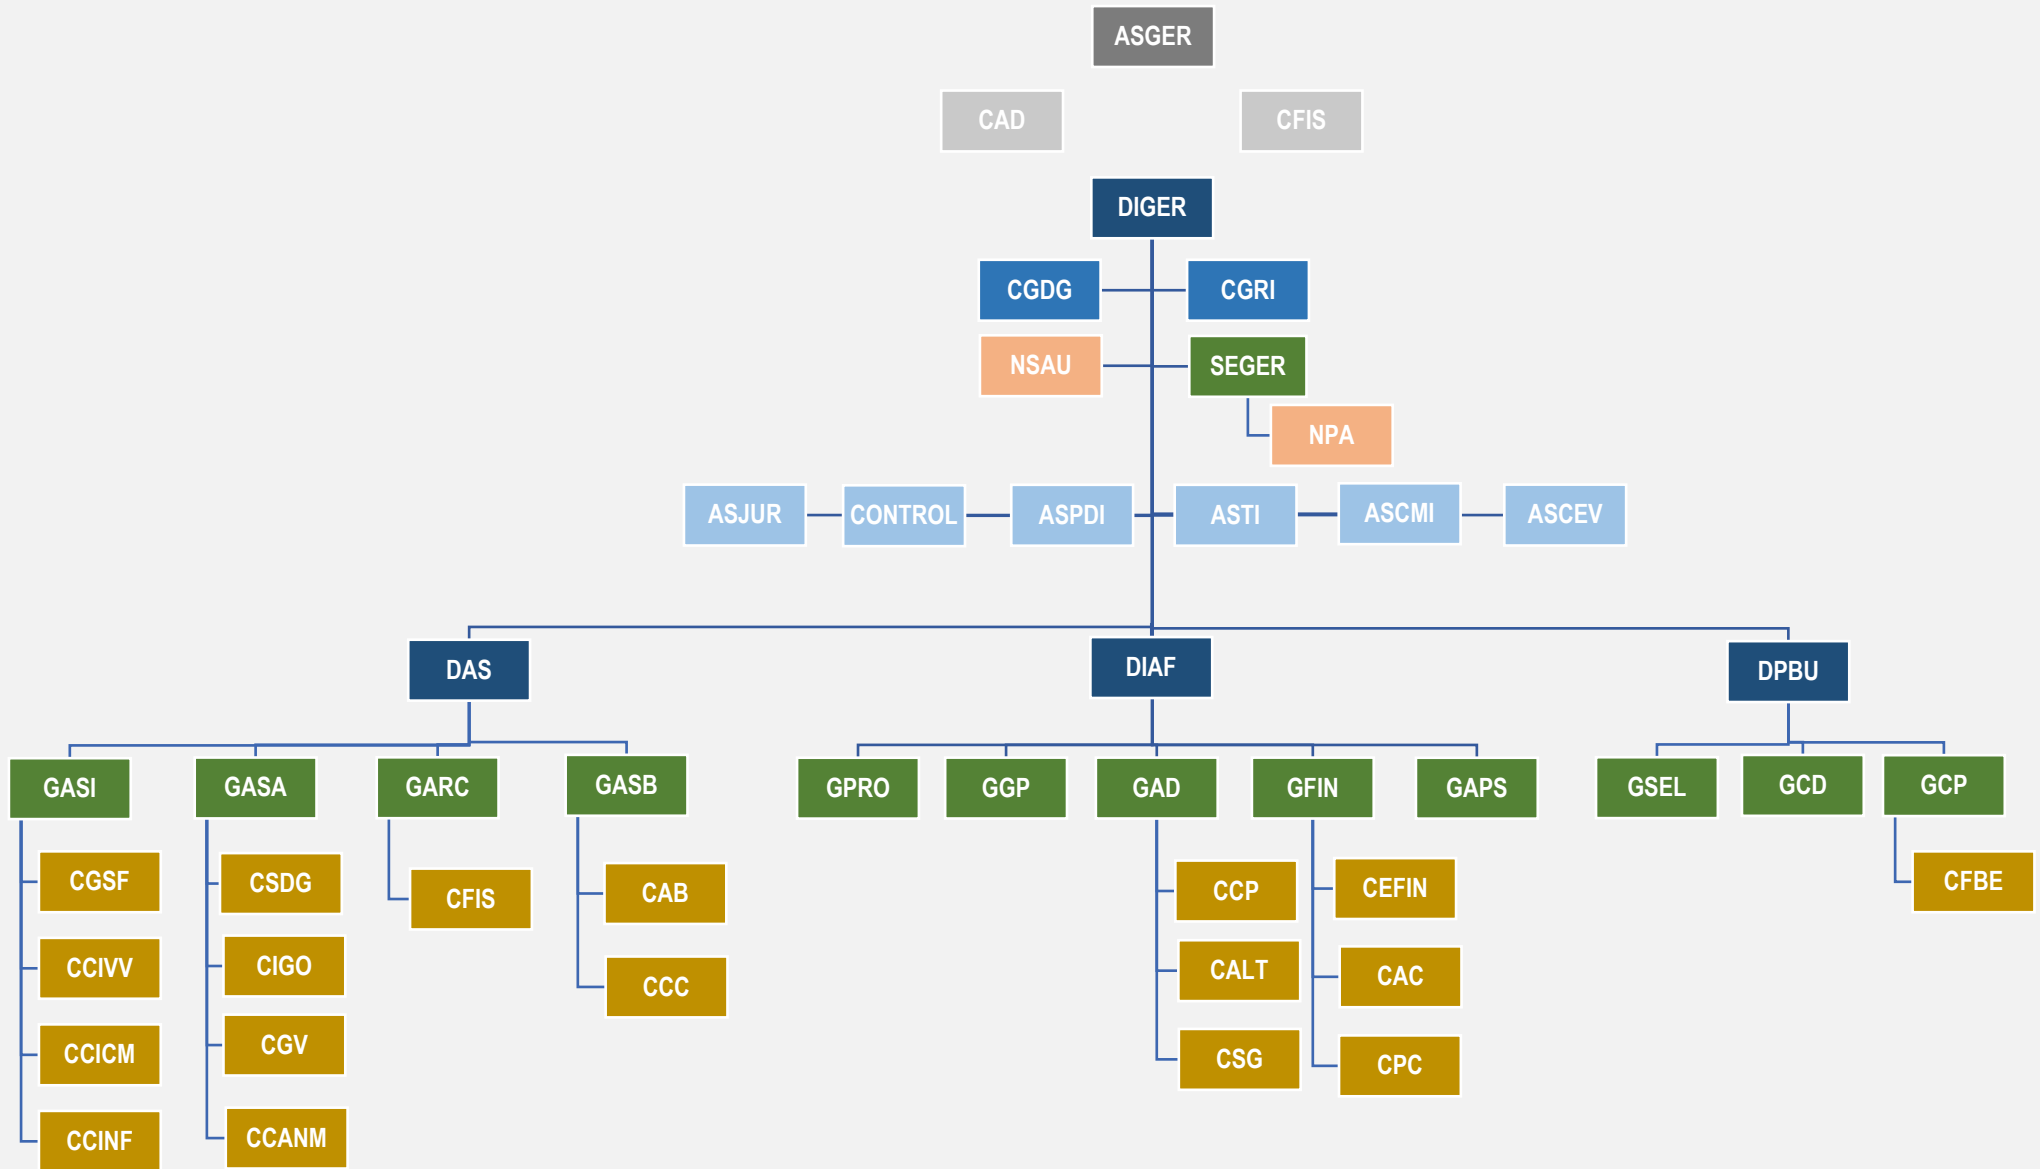 ASGER
CAD
CFIS
DIGER
CGDG
CGRI
NSAU
SEGER
NPA
ASJUR
CONTROL
ASPDI
ASTI
ASCMI
ASCEV
DAS
DIAF
DPBU
GASI
GASA
GARC
GASB
GPRO
GGP
GAD
GFIN
GAPS
GSEL
GCD
GCP
CGSF
CCIVV
CCICM
CCINF
CSDG
CIGO
CGV
CCANM
CFIS
CAB
CCC
CCP
CALT
CSG
CEFIN
CAC
CPC
CFBE